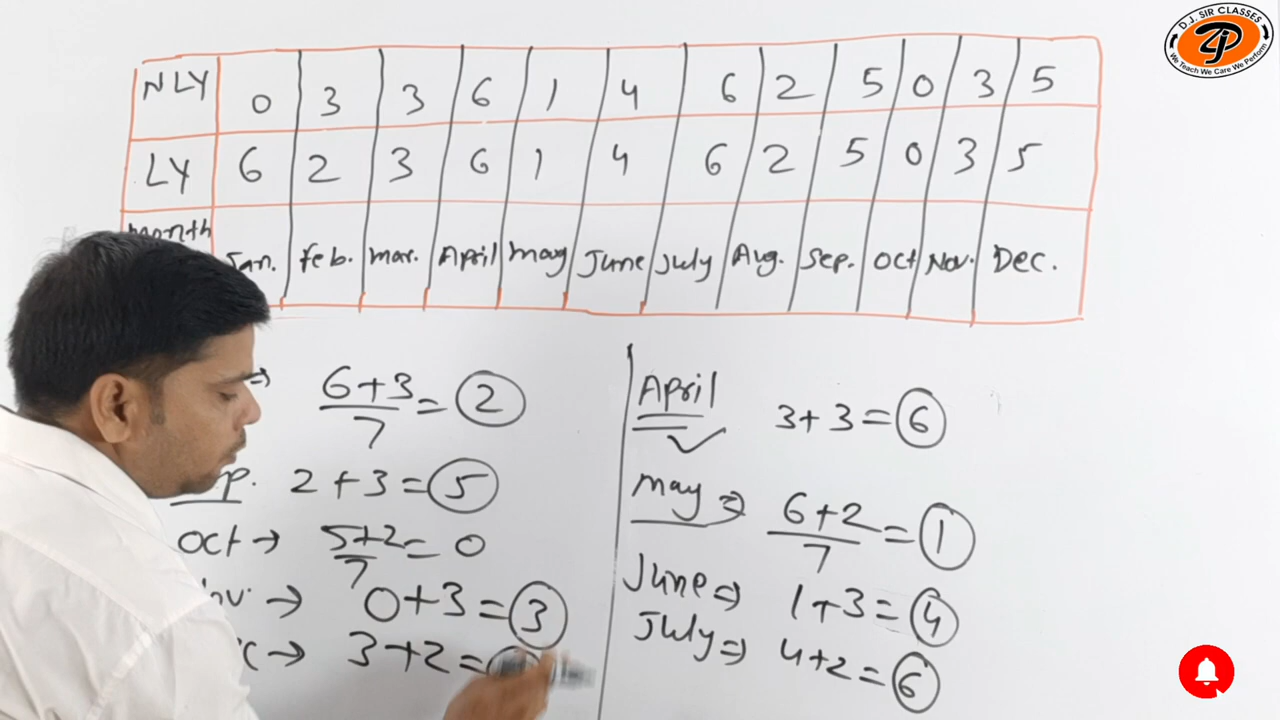 D.J. SIR CLASSES
We Teach We Care We Perform
NLY 0 3 3 6 1 4 6 2 5 0 3 5
LY 6 2 3 6 1 4 6 2 5 0 3 5
Month
Jan. feb. mar. April may June July Aug. Sep. Oct Nov. Dec.
⇒ 6+3/7 = 2
2+3=5
Oct → 5+2/7 = 0
→ 0+3=3
→ 3+2=
April 3+3=6
may ⇒ 6+2/7 = 1
June ⇒ 1+3=4
July ⇒ 4+2=6